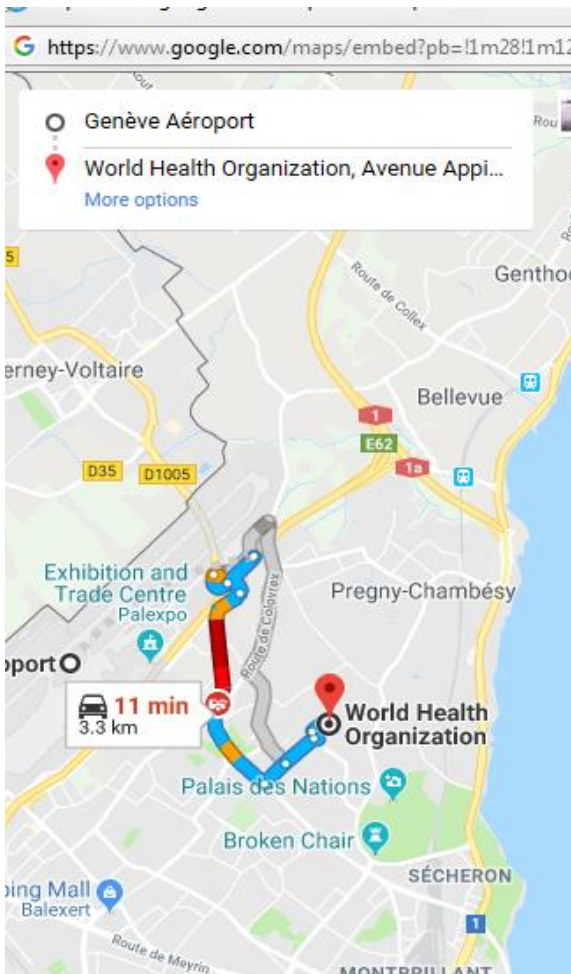 https://www.google.com/maps/embed?pb=!1m28!1m12
Genève Aéroport
World Health Organization, Avenue Appi...
More options
Rou
5
Route de Collex
Genthod
erney-Voltaire
Bellevue
1
E62
1a
D35
D1005
Exhibition and
Trade Centre
Palexpo
Route de Colovrex
Pregny-Chambésy
port
11 min
3.3 km
World Health
Organization
Palais des Nations
Broken Chair
SÉCHERON
ping Mall
Balexert
1
Route de Meyrin
MONTBRILLANT